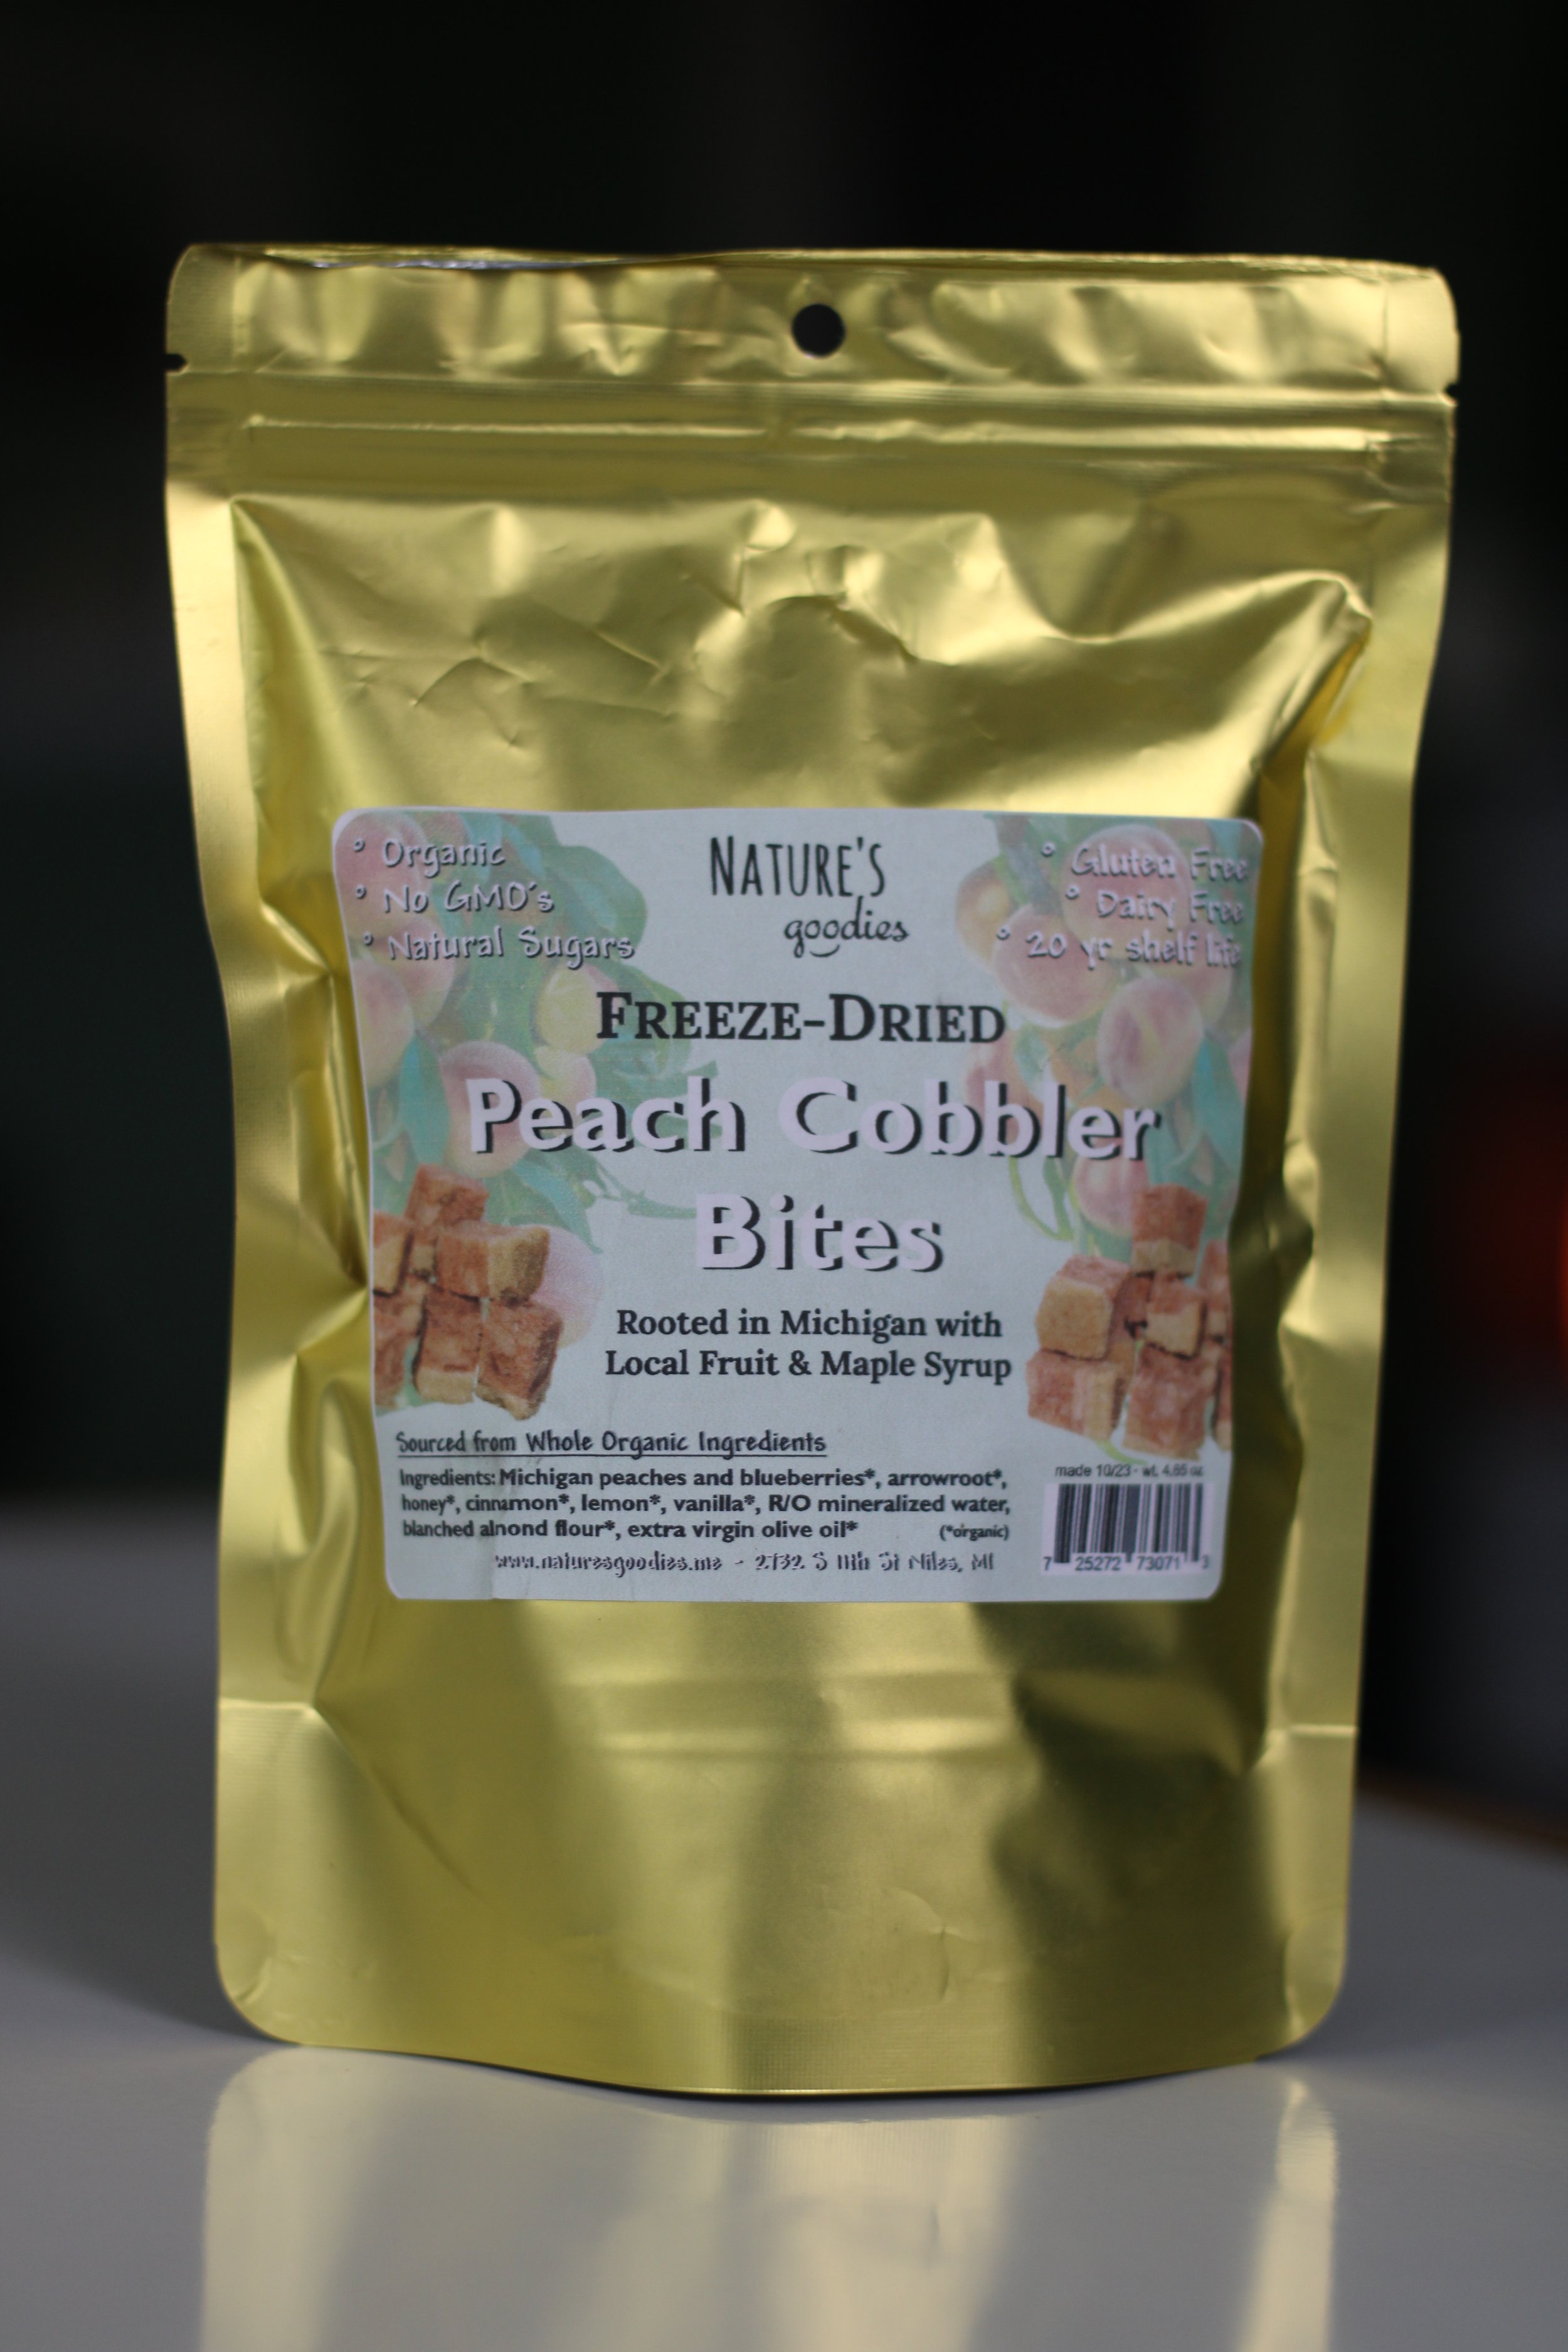 ° Organic
° No GMO's
° Natural Sugars
NATURE'S
goodies
° Gluten Free
° Dairy Free
° 20 yr shelf life
FREEZE-DRIED
Peach Cobbler
Bites
Rooted in Michigan with
Local Fruit & Maple Syrup
Sourced from Whole Organic Ingredients
Ingredients: Michigan peaches and blueberries*, arrowroot*,
honey*, cinnamon*, lemon*, vanilla*, R/O mineralized water,
blanched almond flour*, extra virgin olive oil*
(*organic)
www.naturesgoodies.me - 2732 S 11th St Niles, MI
made 10/23 - wt. 4.65 oz
7 25272 73071 3